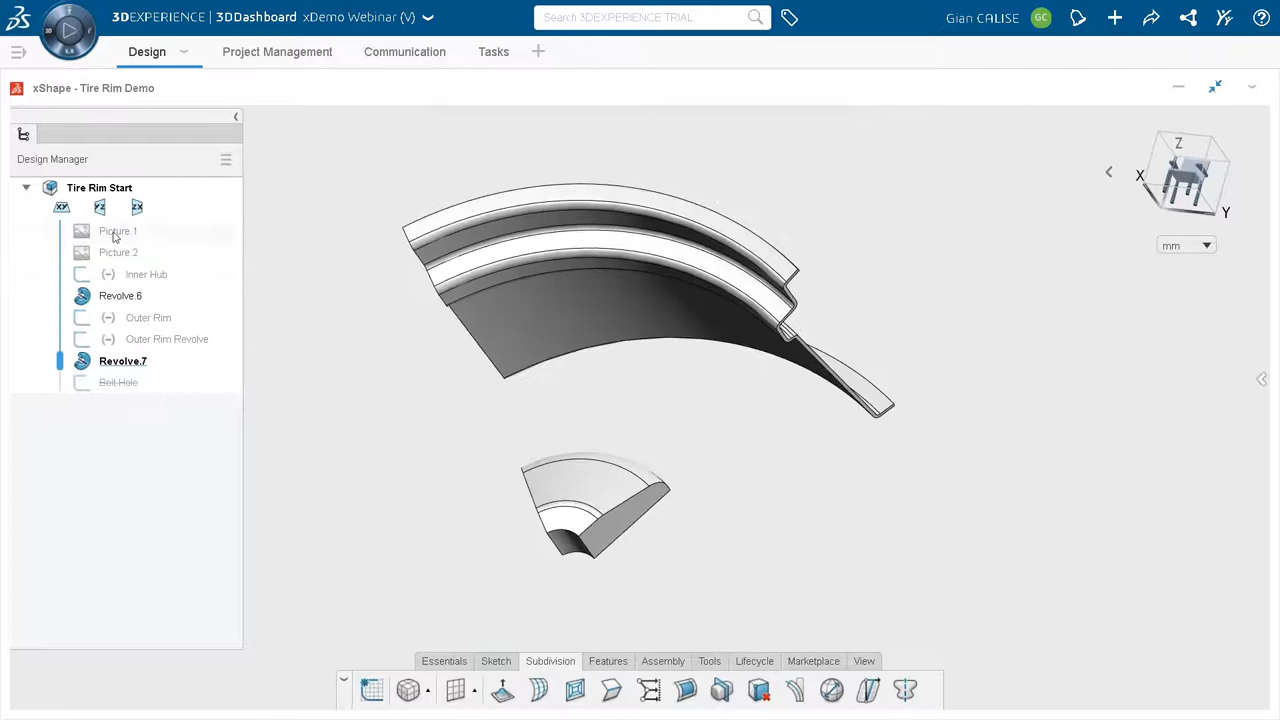 3DEXPERIENCE | 3DDashboard xDemo Webinar (V)
Search 3DEXPERIENCE TRIAL
Gian CALISE GC
3D
V.R
Design
Project Management
Communication
Tasks
xShape - Tire Rim Demo
Design Manager
Tire Rim Start
XY YZ ZX
Picture.1
Picture.2
(-) Inner Hub
Revolve.6
(-) Outer Rim
(-) Outer Rim Revolve
Revolve.7
Bolt Hole
Z
X
Y
mm
Essentials Sketch Subdivision Features Assembly Tools Lifecycle Marketplace View